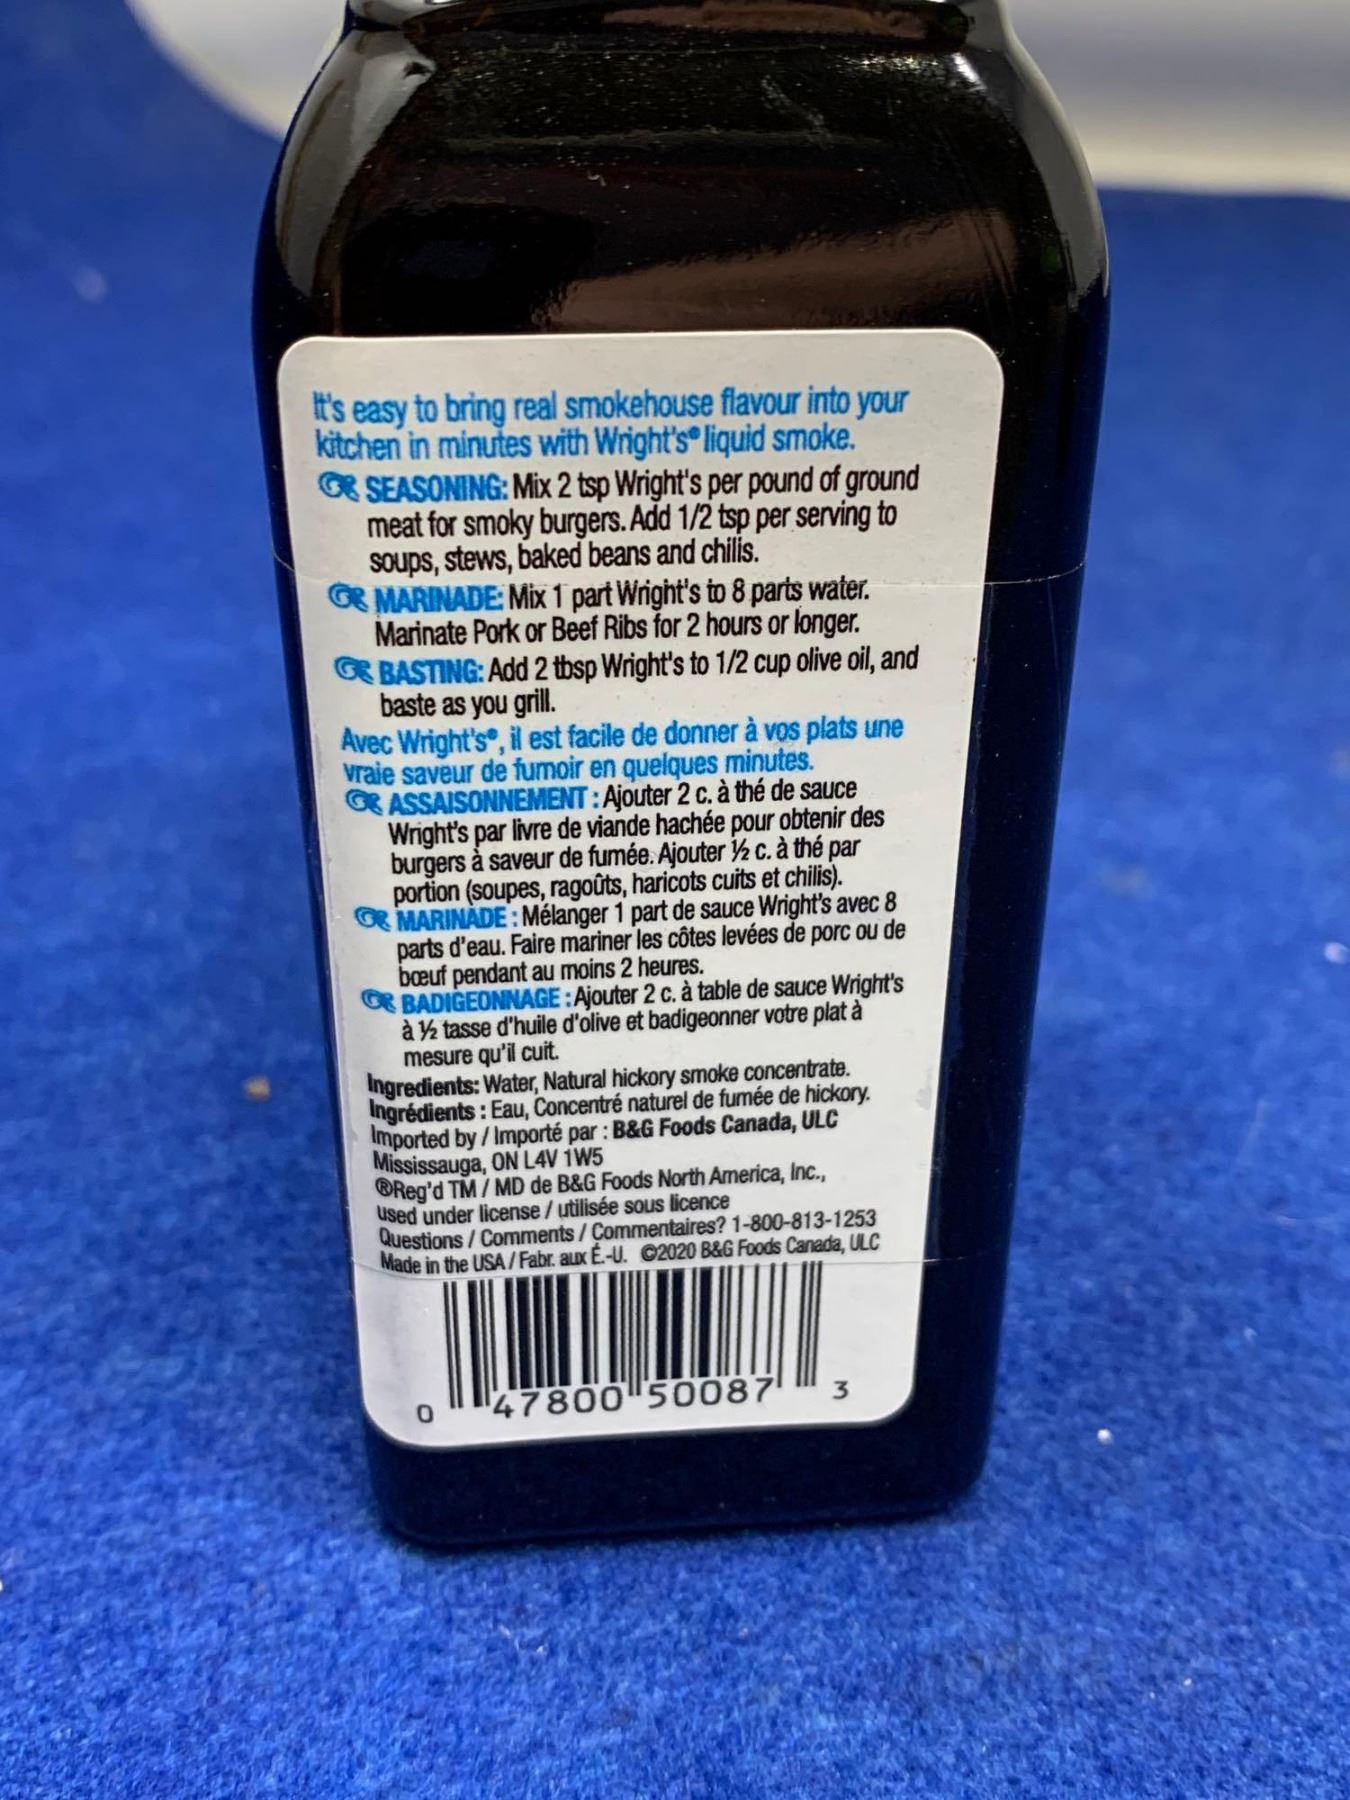 It's easy to bring real smokehouse flavour into your
kitchen in minutes with Wright's® liquid smoke.
SEASONING: Mix 2 tsp Wright's per pound of ground
meat for smoky burgers. Add 1/2 tsp per serving to
soups, stews, baked beans and chilis.
MARINADE: Mix 1 part Wright's to 8 parts water.
Marinate Pork or Beef Ribs for 2 hours or longer.
BASTING: Add 2 tbsp Wright's to 1/2 cup olive oil, and
baste as you grill.
Avec Wright's®, il est facile de donner à vos plats une
vraie saveur de fumoir en quelques minutes.
ASSAISONNEMENT : Ajouter 2 c. à thé de sauce
Wright's par livre de viande hachée pour obtenir des
burgers à saveur de fumée. Ajouter ½ c. à thé par
portion (soupes, ragoûts, haricots cuits et chilis).
MARINADE : Mélanger 1 part de sauce Wright's avec 8
parts d'eau. Faire mariner les côtes levées de porc ou de
bœuf pendant au moins 2 heures.
BADIGEONNAGE : Ajouter 2 c. à table de sauce Wright's
à ½ tasse d'huile d'olive et badigeonner votre plat à
mesure qu'il cuit.
Ingredients: Water, Natural hickory smoke concentrate.
Ingrédients : Eau, Concentré naturel de fumée de hickory.
Imported by / Importé par : B&G Foods Canada, ULC
Mississauga, ON L4V 1W5
®Reg'd TM / MD de B&G Foods North America, Inc.,
used under license / utilisée sous licence
Questions / Comments / Commentaires? 1-800-813-1253
Made in the USA / Fabr. aux É.-U. ©2020 B&G Foods Canada, ULC
0 47800 50087 3